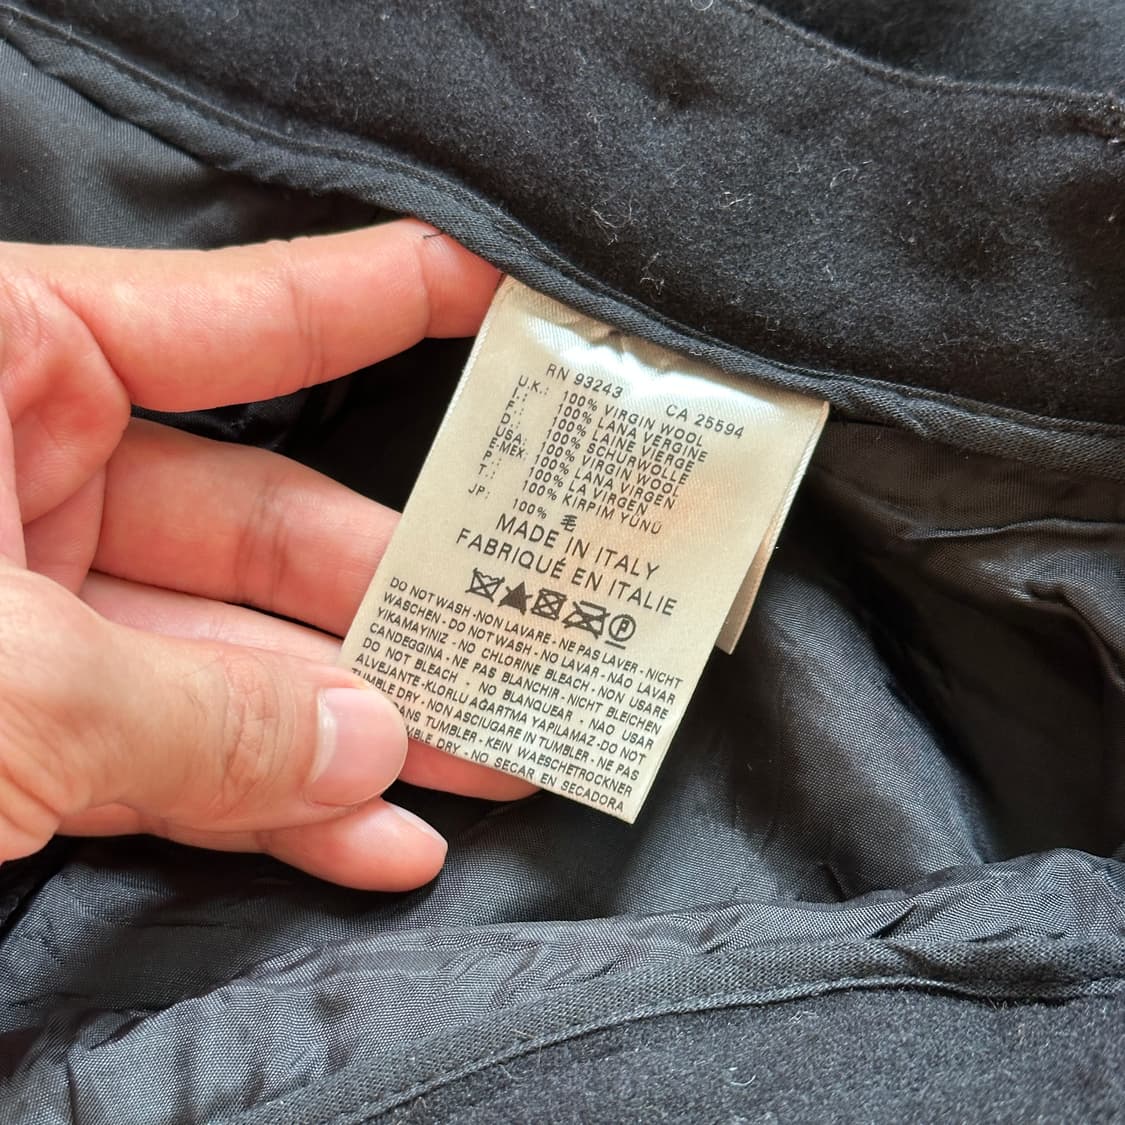 RN 93243 CA 25594
U.K.: 100% VIRGIN WOOL
I.: 100% LANA VERGINE
F.: 100% LAINE VIERGE
D.: 100% SCHURWOLLE
USA: 100% VIRGIN WOOL
E-MEX: 100% LANA VIRGEN
P.: 100% LA VIRGEN
T.: 100% KIRPIM YÜNÜ
JP: 100% 毛
MADE IN ITALY
FABRIQUÉ EN ITALIE
P
DO NOT WASH - NON LAVARE - NE PAS LAVER - NICHT
WASCHEN - DO NOT WASH - NO LAVAR - NÃO LAVAR
YIKAMAYINIZ - NO CHLORINE BLEACH - NON USARE
CANDEGGINA - NE PAS BLANCHIR - NICHT BLEICHEN
DO NOT BLEACH - NO BLANQUEAR - NAO USAR
ALVEJANTE - KLORLU AĞARTMA YAPILAMAZ - DO NOT
TUMBLE DRY - NON ASCIUGARE IN TUMBLER - NE PAS
TUMBLER - KEIN WAESCHETROCKNER
DRY - NO SECAR EN SECADORA